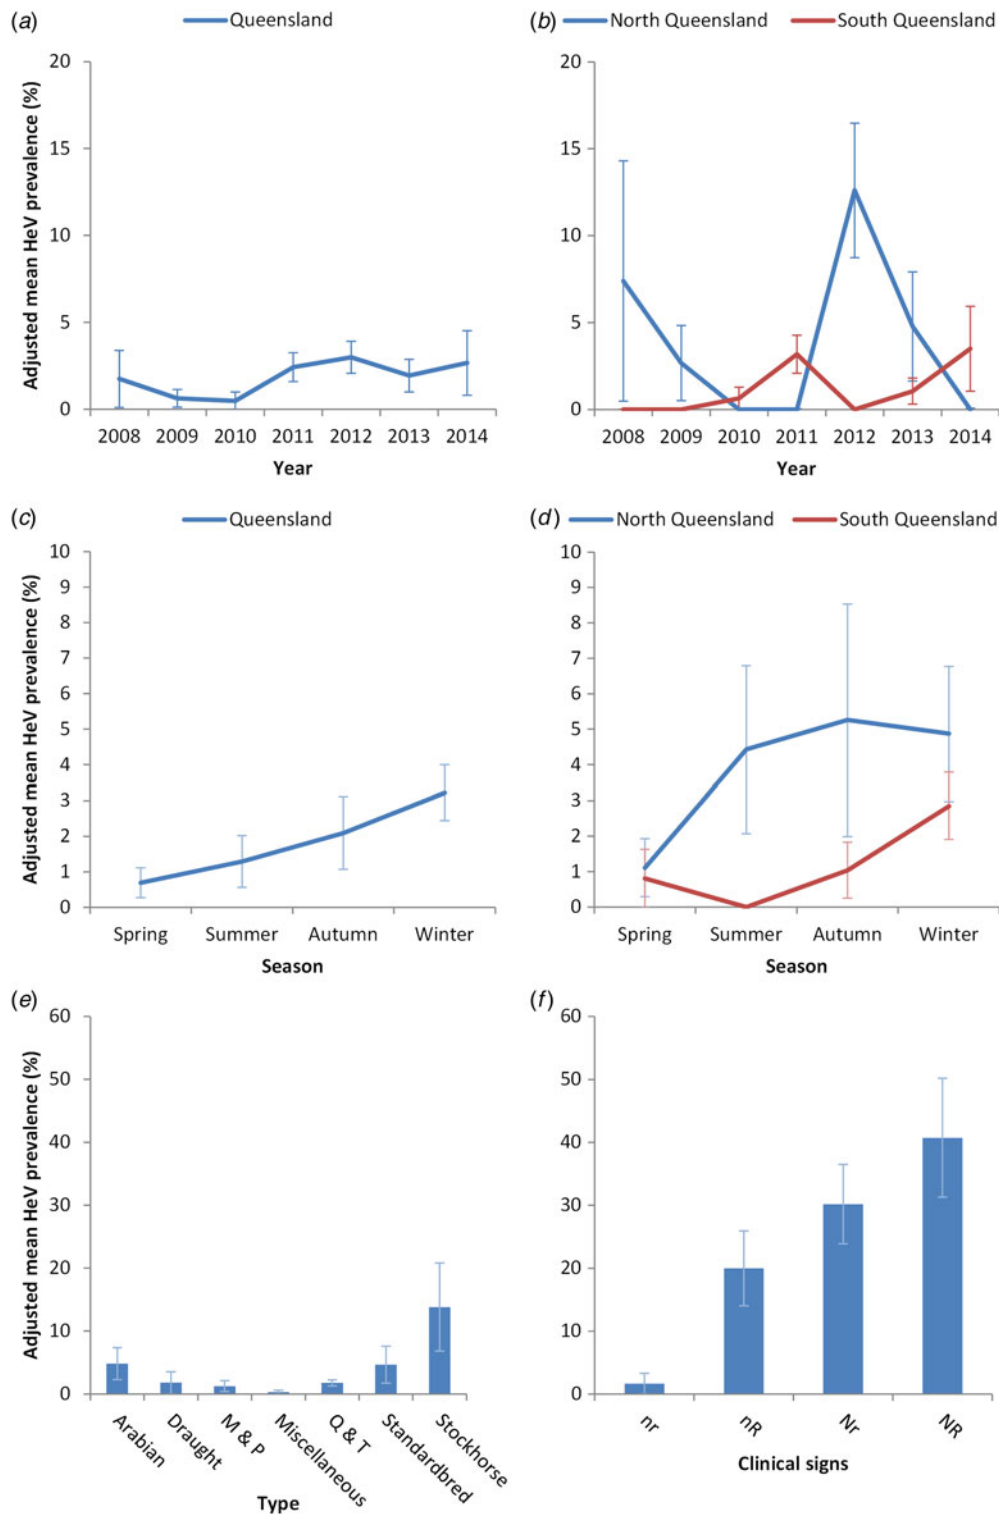 (a)
Queensland
Adjusted mean HeV prevalence (%)
20
15
10
5
0
2008 2009 2010 2011 2012 2013 2014
Year
(b)
North Queensland South Queensland
20
15
10
5
0
2008 2009 2010 2011 2012 2013 2014
Year
(c)
Queensland
Adjusted mean HeV prevalence (%)
10
9
8
7
6
5
4
3
2
1
0
Spring Summer Autumn Winter
Season
(d)
North Queensland South Queensland
10
9
8
7
6
5
4
3
2
1
0
Spring Summer Autumn Winter
Season
(e)
Adjusted mean HeV prevalence (%)
60
50
40
30
20
10
0
Arabian
Draught
M & P
Miscellaneous
Q & T
Standardbred
Stockhorse
Type
(f)
60
50
40
30
20
10
0
nr
nR
Nr
NR
Clinical signs